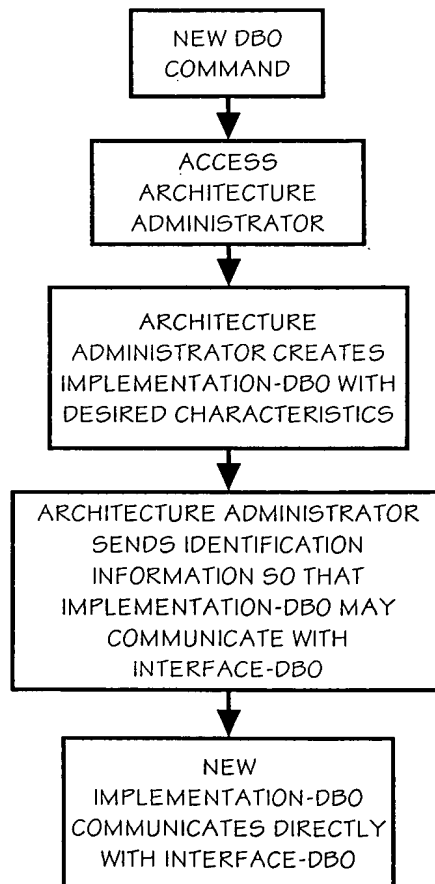 NEW DBO
COMMAND
ACCESS
ARCHITECTURE
ADMINISTRATOR
ARCHITECTURE
ADMINISTRATOR CREATES
IMPLEMENTATION-DBO WITH
DESIRED CHARACTERISTICS
ARCHITECTURE ADMINISTRATOR
SENDS IDENTIFICATION
INFORMATION SO THAT
IMPLEMENTATION-DBO MAY
COMMUNICATE WITH
INTERFACE-DBO
NEW
IMPLEMENTATION-DBO
COMMUNICATES DIRECTLY
WITH INTERFACE-DBO